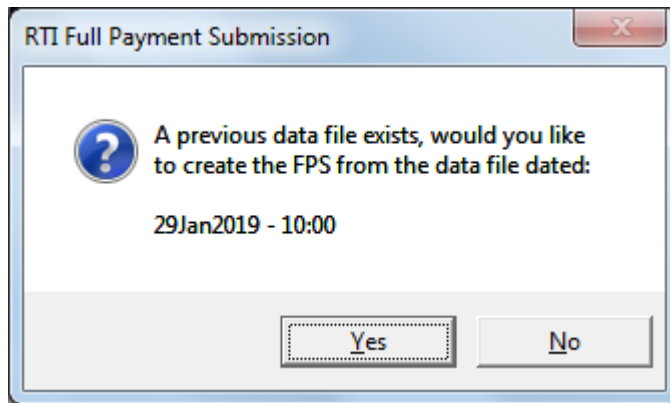 RTI Full Payment Submission
A previous data file exists, would you like
to create the FPS from the data file dated:
29Jan2019 - 10:00
Yes
No